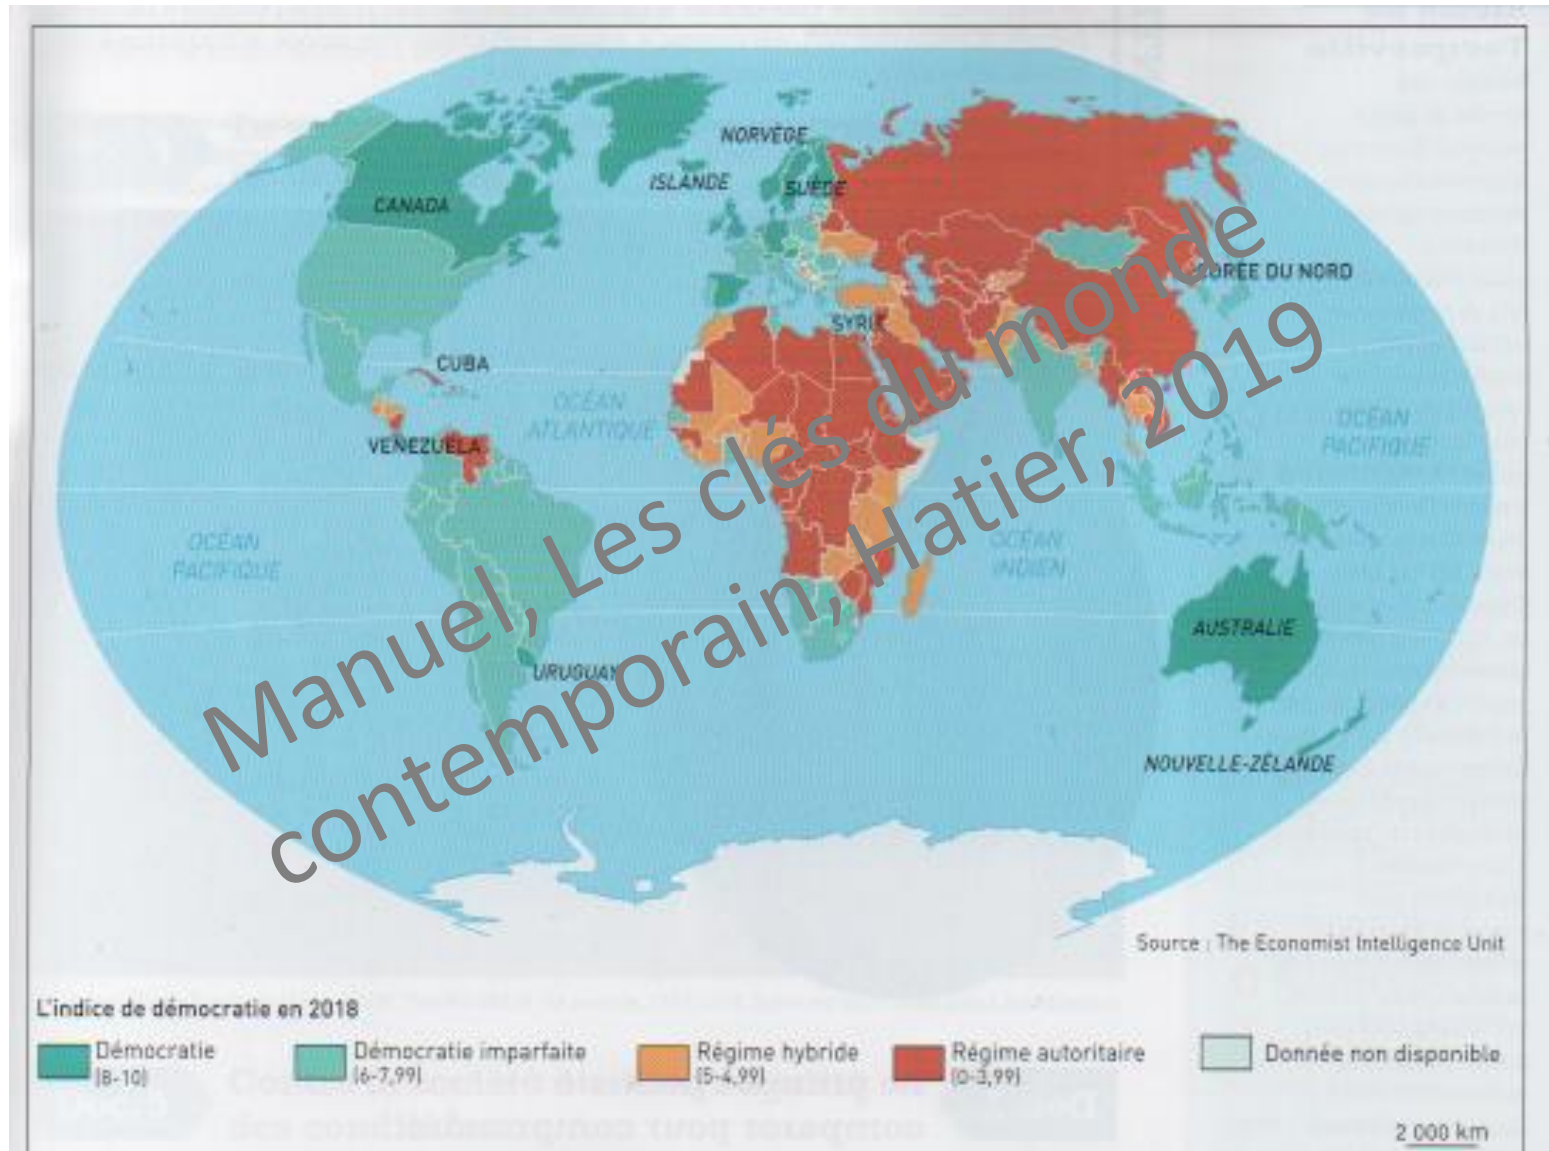 NORVÈGE
ISLANDE
SUÈDE
CANADA
CORÉE DU NORD
SYRIE
CUBA
OCÉAN
ATLANTIQUE
OCÉAN
PACIFIQUE
VENEZUELA
OCÉAN
PACIFIQUE
OCÉAN
INDIEN
AUSTRALIE
URUGUAY
NOUVELLE-ZÉLANDE
Manuel, Les clés du monde
contemporain, Hatier, 2019
Source : The Economist Intelligence Unit
L'indice de démocratie en 2018
Démocratie
(8-10)
Démocratie imparfaite
(6-7,99)
Régime hybride
(5-4,99)
Régime autoritaire
(0-3,99)
Donnée non disponible
2 000 km